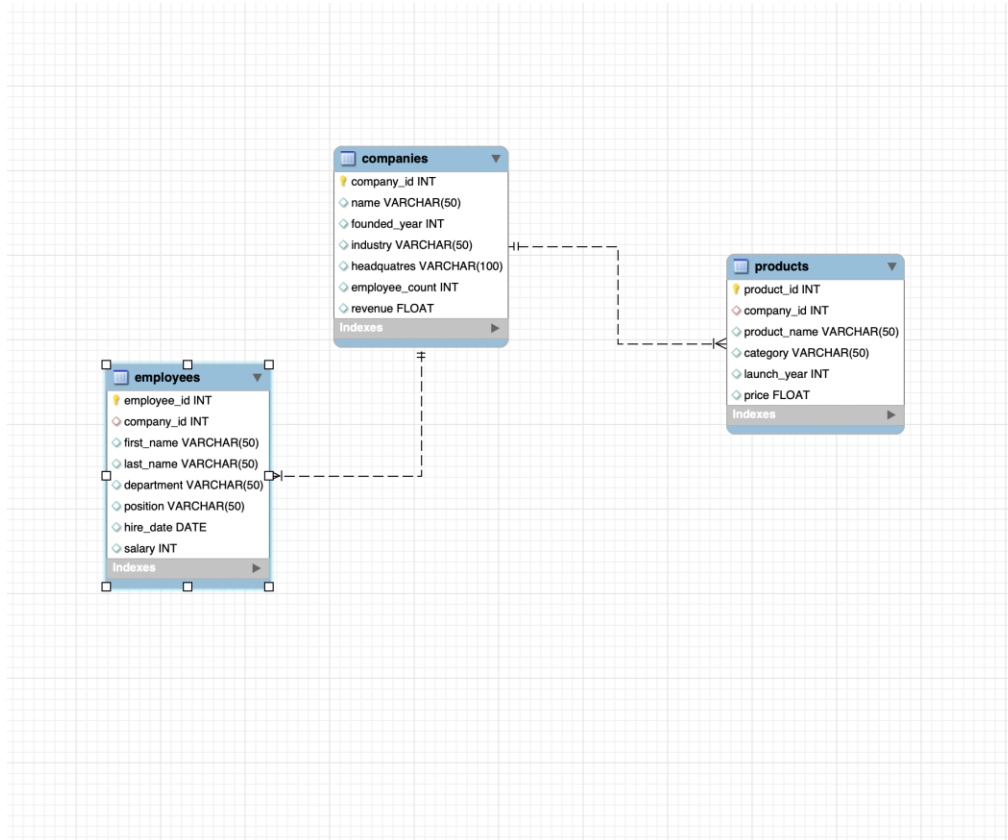 companies
company_id INT
name VARCHAR(50)
founded_year INT
industry VARCHAR(50)
headquatres VARCHAR(100)
employee_count INT
revenue FLOAT
Indexes
products
product_id INT
company_id INT
product_name VARCHAR(50)
category VARCHAR(50)
launch_year INT
price FLOAT
Indexes
employees
employee_id INT
company_id INT
first_name VARCHAR(50)
last_name VARCHAR(50)
department VARCHAR(50)
position VARCHAR(50)
hire_date DATE
salary INT
Indexes